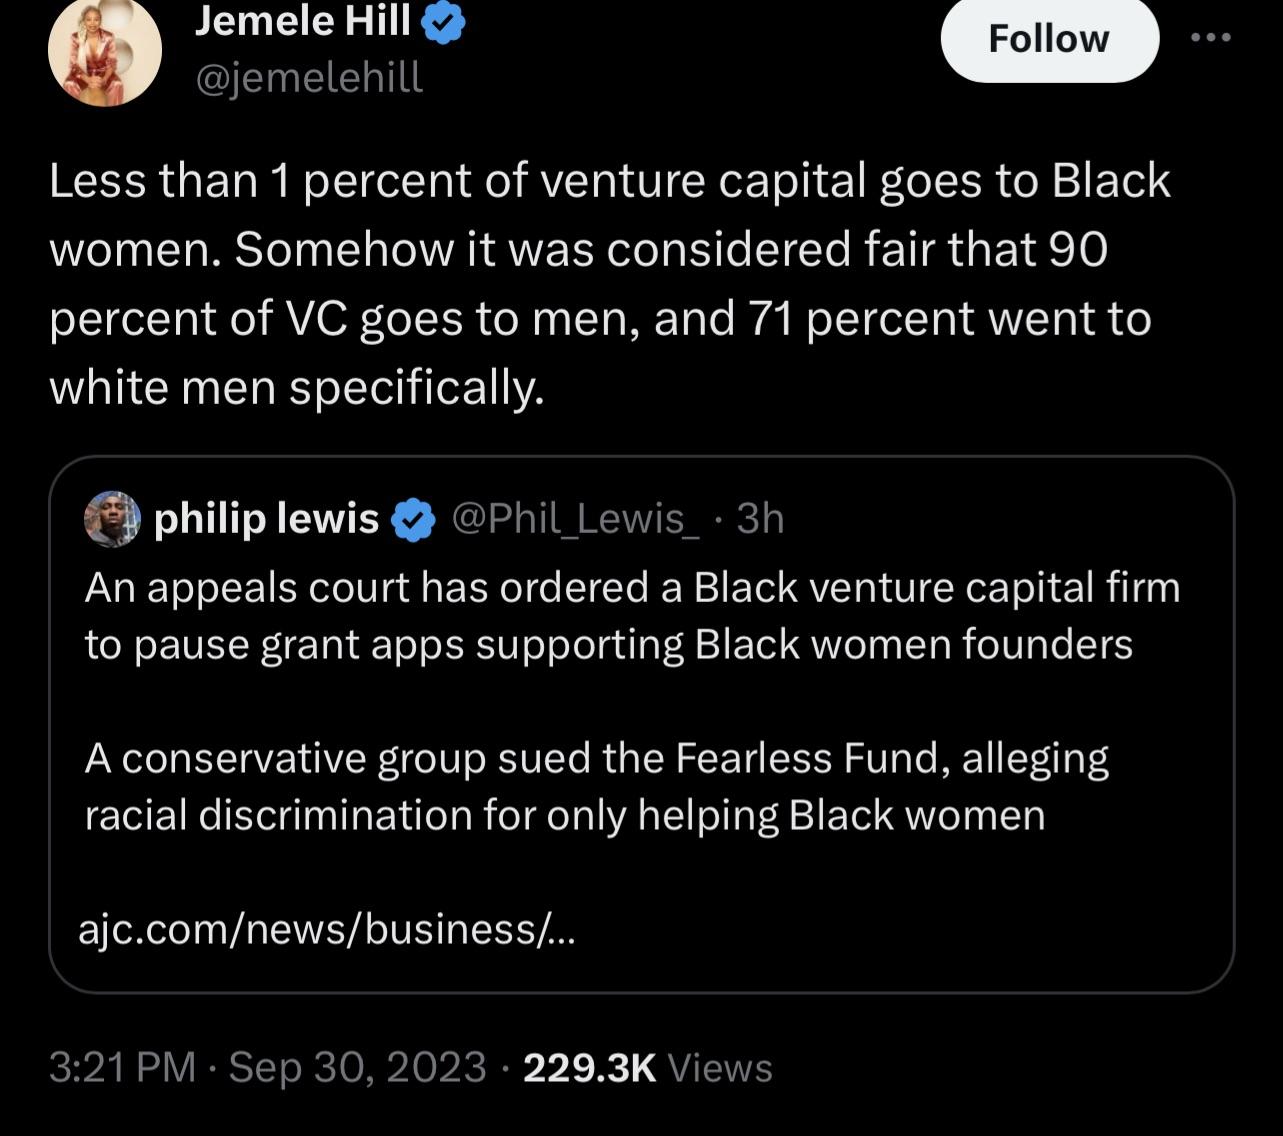 Jemele Hill
Follow
@jemelehill
Less than 1 percent of venture capital goes to Black
women. Somehow it was considered fair that 90
percent of VC goes to men, and 71 percent went to
white men specifically.
philip lewis @Phil_Lewis_ · 3h
An appeals court has ordered a Black venture capital firm
to pause grant apps supporting Black women founders
A conservative group sued the Fearless Fund, alleging
racial discrimination for only helping Black women
ajc.com/news/business/...
3:21 PM · Sep 30, 2023 · 229.3K Views